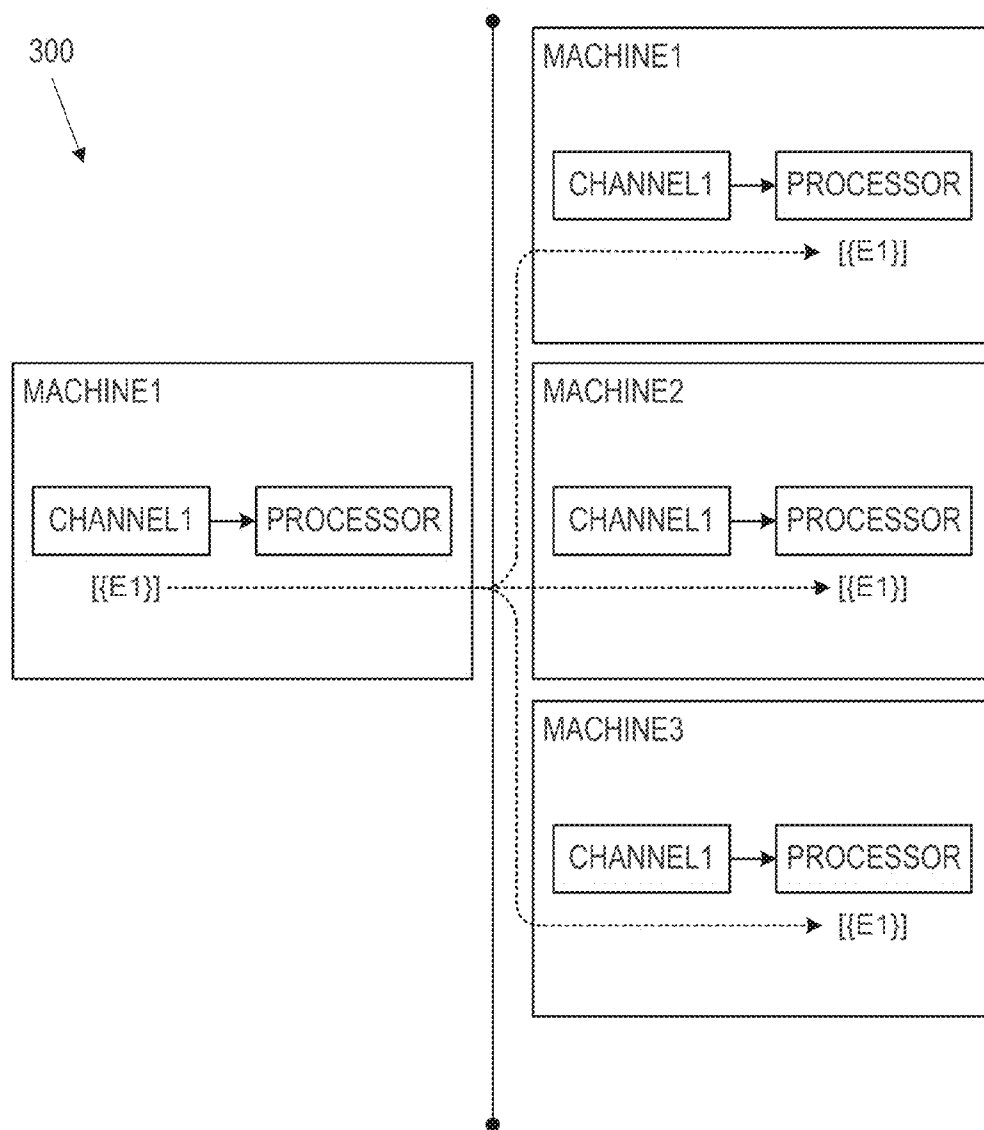 300
MACHINE1
CHANNEL1
PROCESSOR
[{E1}]
MACHINE1
CHANNEL1
PROCESSOR
[{E1}]
MACHINE2
CHANNEL1
PROCESSOR
[{E1}]
MACHINE3
CHANNEL1
PROCESSOR
[{E1}]